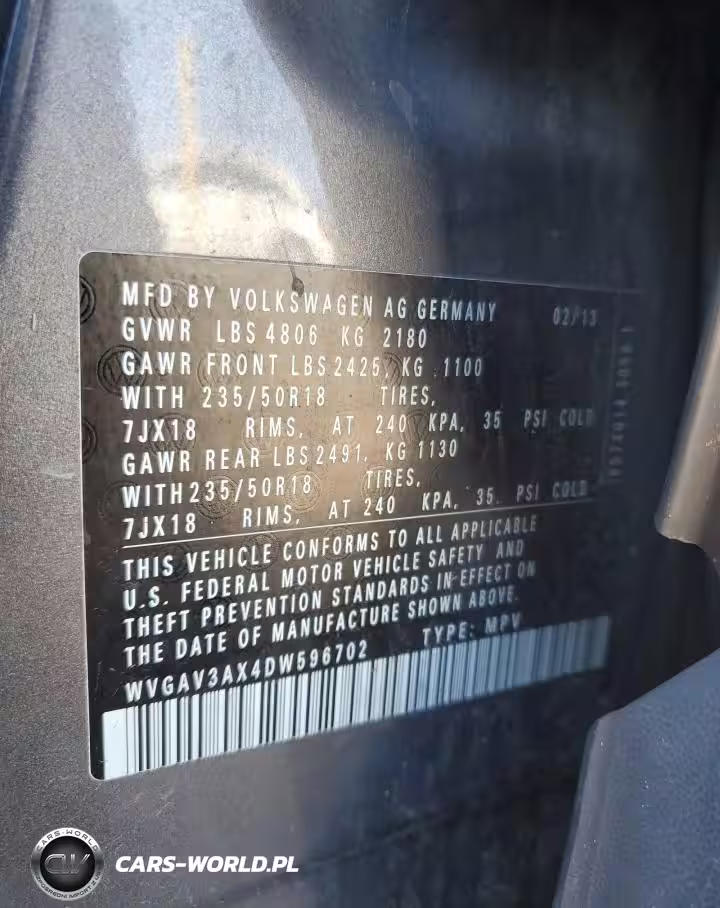 MFD BY VOLKSWAGEN AG GERMANY 02/13
GVWR LBS 4806 KG 2180
GAWR FRONT LBS 2425, KG 1100
WITH 235/50R18 TIRES,
7JX18 RIMS, AT 240 KPA, 35 PSI COLD
GAWR REAR LBS 2491, KG 1130
WITH 235/50R18 TIRES,
7JX18 RIMS, AT 240 KPA, 35 PSI COLD
THIS VEHICLE CONFORMS TO ALL APPLICABLE
U.S. FEDERAL MOTOR VEHICLE SAFETY AND
THEFT PREVENTION STANDARDS IN EFFECT ON
THE DATE OF MANUFACTURE SHOWN ABOVE.
WVGAV3AX4DW596702 TYPE: MPV
CARS-WORLD
CARS-WORLD.PL